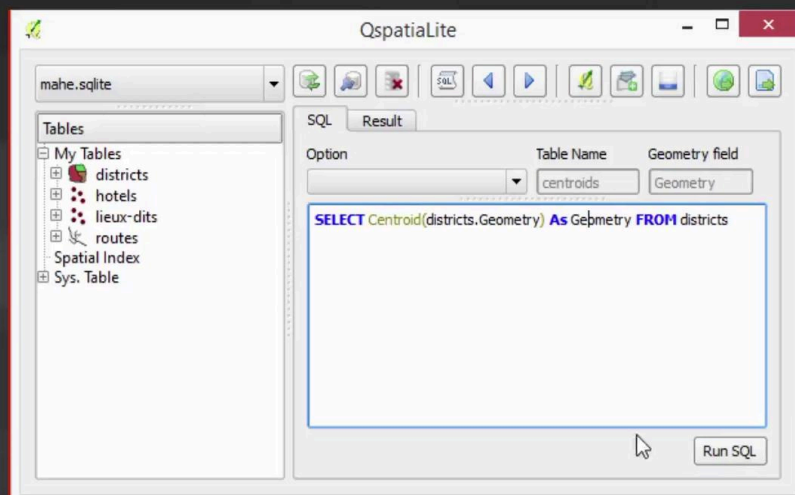 QspatiaLite
mahe.sqlite
SQL
Tables
SQL Result
My Tables
districts
hotels
lieux-dits
routes
Spatial Index
Sys. Table
Option Table Name Geometry field
centroids Geometry
SELECT Centroid(districts.Geometry) As Geometry FROM districts
Run SQL